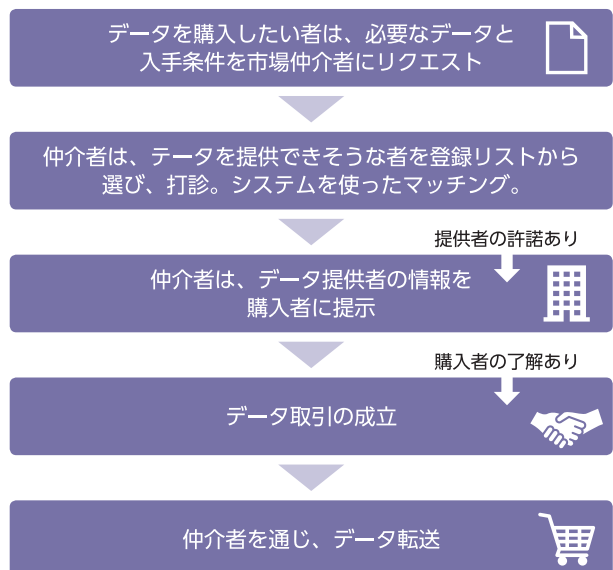 データを購入したい者は、必要なデータと
入手条件を市場仲介者にリクエスト
仲介者は、テータを提供できそうな者を登録リストから
選び、打診。システムを使ったマッチング。
提供者の許諾あり
仲介者は、データ提供者の情報を
購入者に提示
購入者の了解あり
データ取引の成立
仲介者を通じ、データ転送